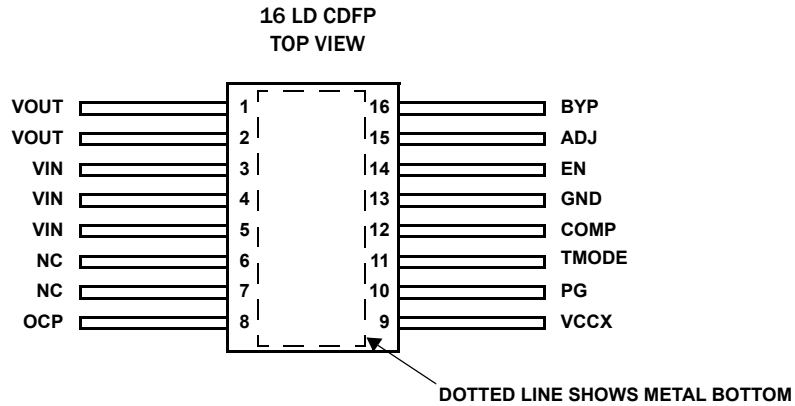 16 LD CDFP
TOP VIEW
VOUT 1 16 BYP
VOUT 2 15 ADJ
VIN 3 14 EN
VIN 4 13 GND
VIN 5 12 COMP
NC 6 11 TMODE
NC 7 10 PG
OCP 8 9 VCCX
DOTTED LINE SHOWS METAL BOTTOM